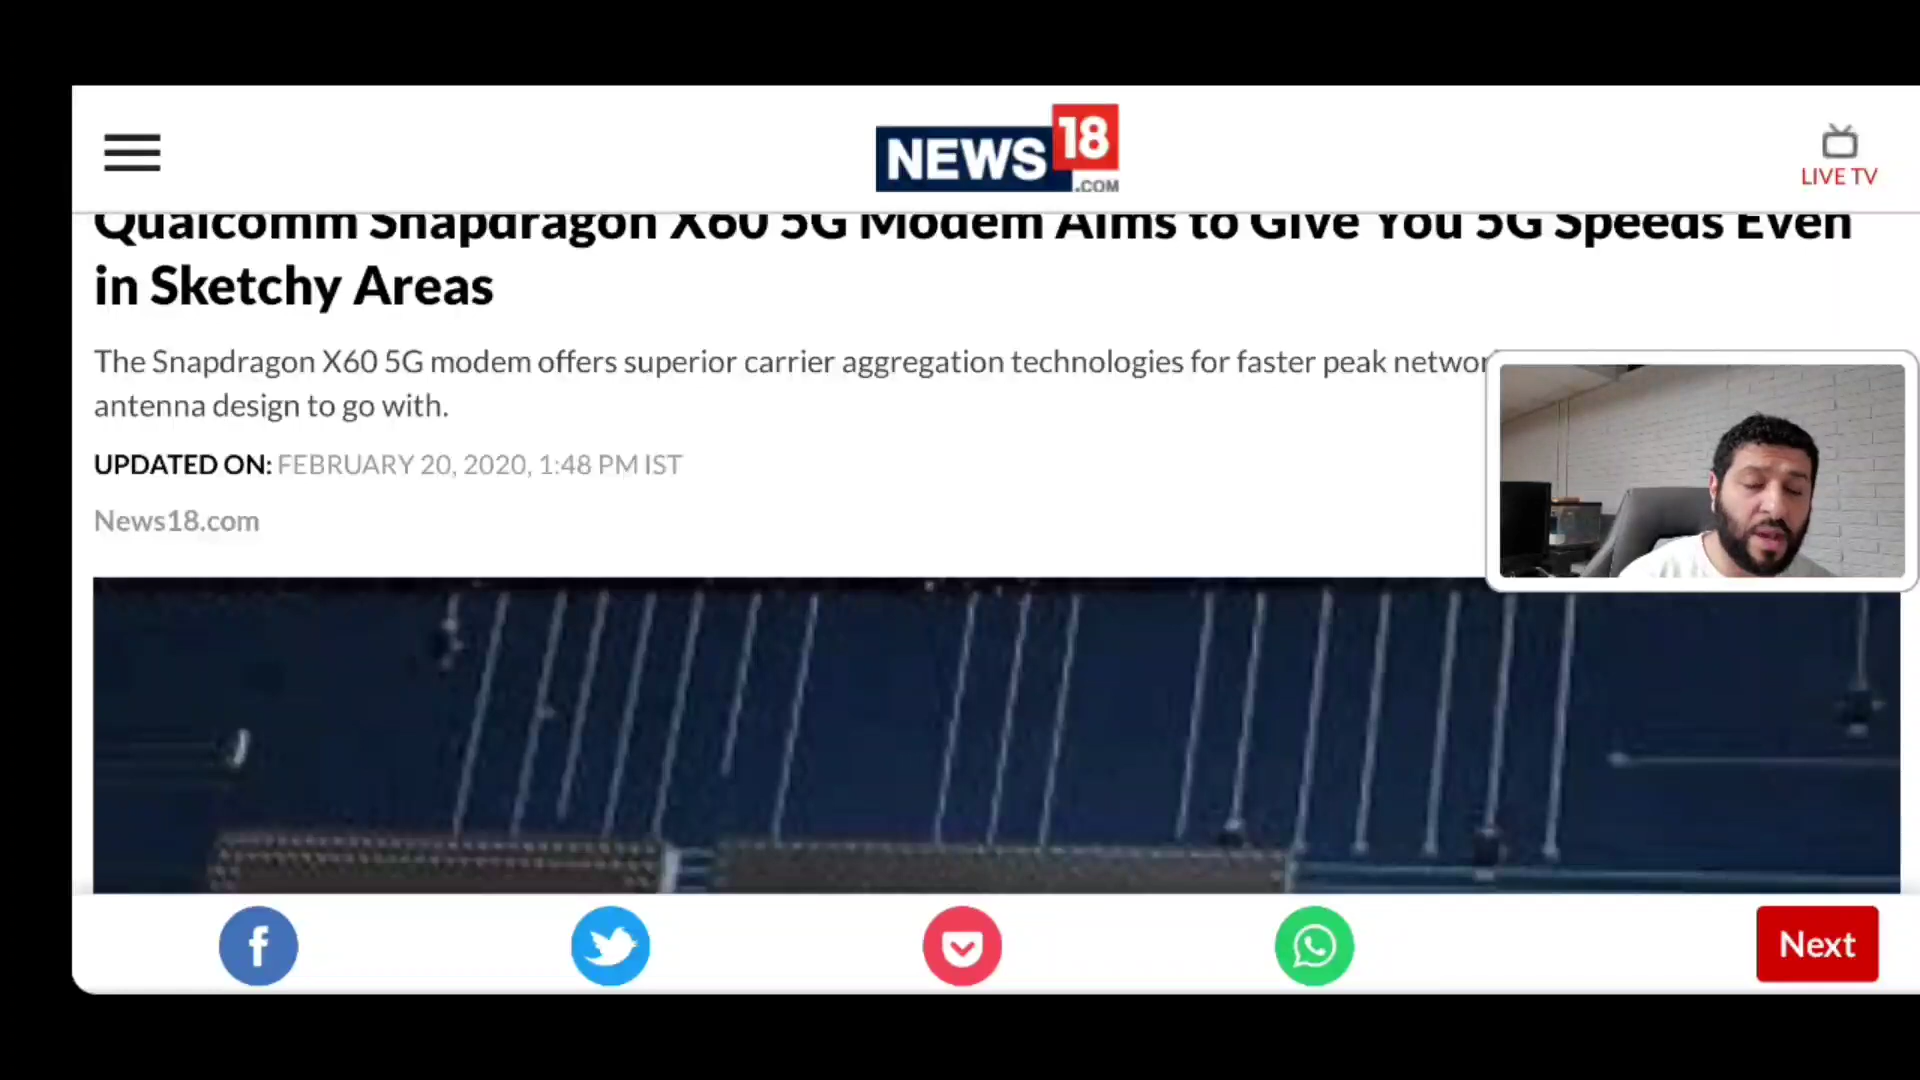 NEWS 18
.COM
LIVE TV
Qualcomm Snapdragon X60 5G Modem Aims to Give You 5G Speeds Even
in Sketchy Areas
The Snapdragon X60 5G modem offers superior carrier aggregation technologies for faster peak networ
antenna design to go with.
UPDATED ON: FEBRUARY 20, 2020, 1:48 PM IST
News18.com
Next